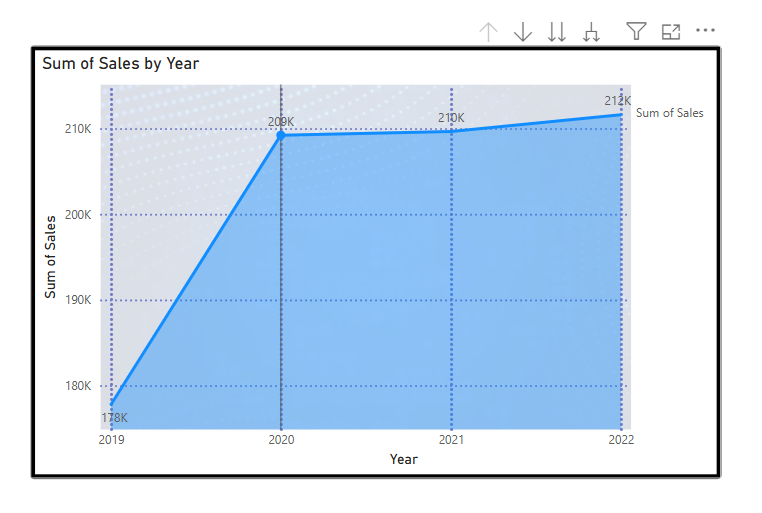 Sum of Sales by Year
212K
209K
210K
210K
Sum of Sales
200K
Sum of Sales
190K
180K
178K
2019
2020
2021
2022
Year